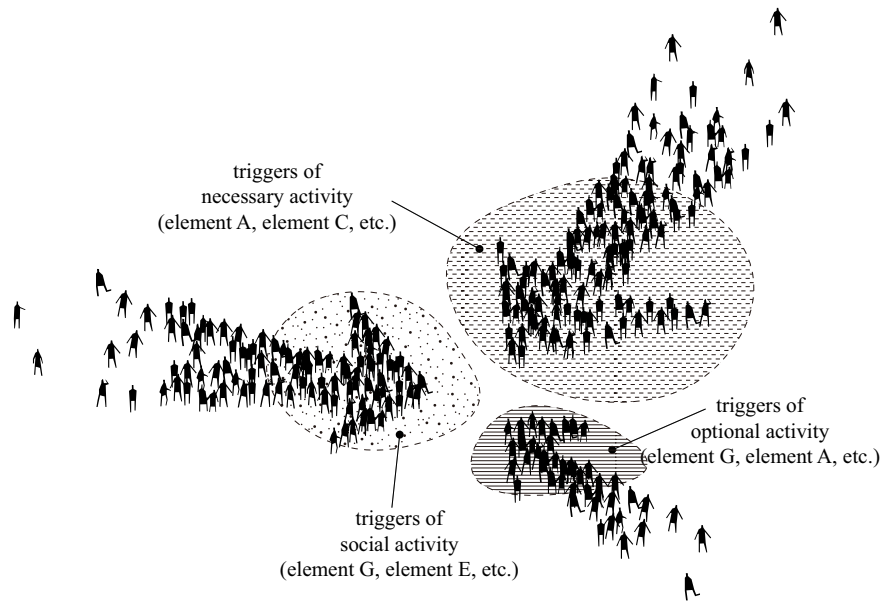 triggers of
necessary activity
(element A, element C, etc.)
triggers of
optional activity
(element G, element A, etc.)
triggers of
social activity
(element G, element E, etc.)